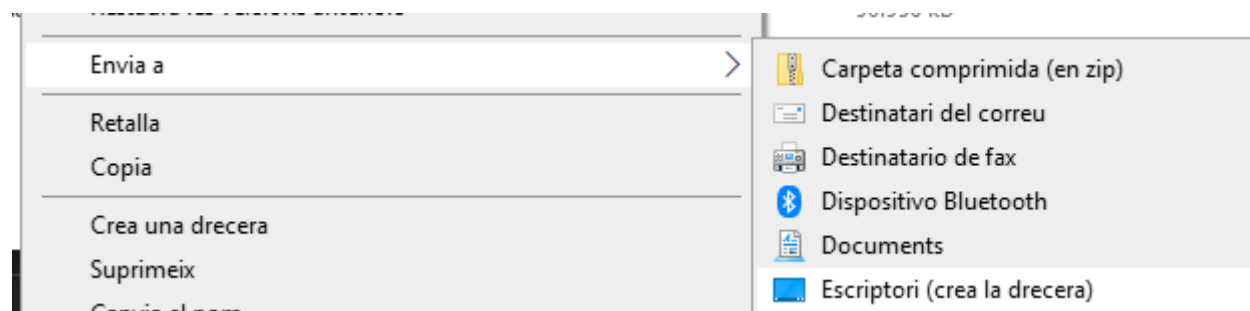 Envia a
Retalla
Copia
Crea una drecera
Suprimeix
Carpeta comprimida (en zip)
Destinatari del correu
Destinatario de fax
Dispositivo Bluetooth
Documents
Escriptori (crea la drecera)